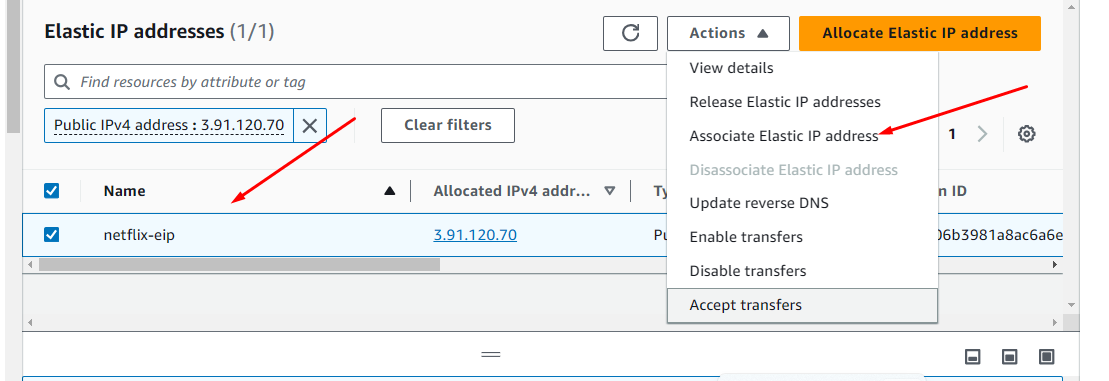 Elastic IP addresses (1/1)
Actions
Allocate Elastic IP address
Find resources by attribute or tag
View details
Release Elastic IP addresses
Public IPv4 address : 3.91.120.70
Clear filters
Associate Elastic IP address
1
Disassociate Elastic IP address
Name
Allocated IPv4 addr...
n ID
Update reverse DNS
netflix-eip
3.91.120.70
Enable transfers
Disable transfers
Accept transfers